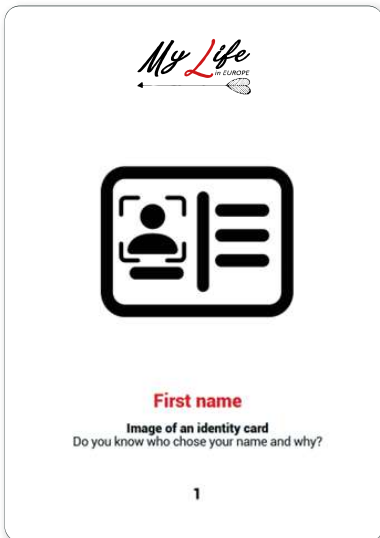 My Life
in EUROPE
First name
Image of an identity card
Do you know who chose your name and why?
1